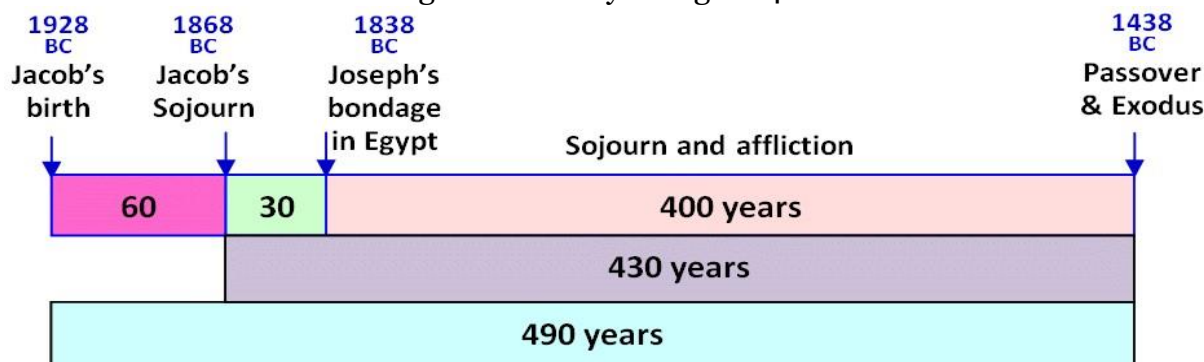 1928
BC
Jacob's
birth
1868
BC
Jacob's
Sojourn
1838
BC
Joseph's
bondage
in Egypt
1438
BC
Passover
& Exodus
Sojourn and affliction
60
30
400 years
430 years
490 years